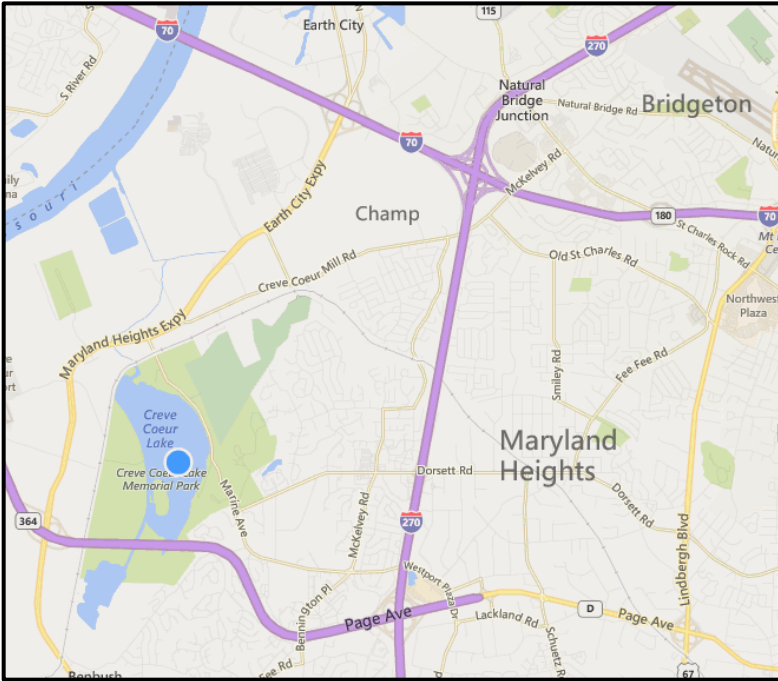 Earth City
115
70
270
S River Rd
Natural
Bridge
Junction
Natural Bridge Rd
Bridgeton
70
McKelvey Rd
Earth City Expy
Champ
180
70
St Charles Rock Rd
Creve Coeur Mill Rd
Old St Charles Rd
Northwest
Plaza
Maryland Heights Expy
Smiley Rd
Fee Fee Rd
Creve
Coeur
Lake
Maryland
Heights
Creve Coeur Lake
Memorial Park
Dorsett Rd
Marine Ave
McKelvey Rd
364
270
Dorsett Rd
Lindbergh Blvd
Westport Plaza Dr
Bennington Pl
Page Ave
Lackland Rd
D
Page Ave
Schuetz Rd
Fee Rd
67